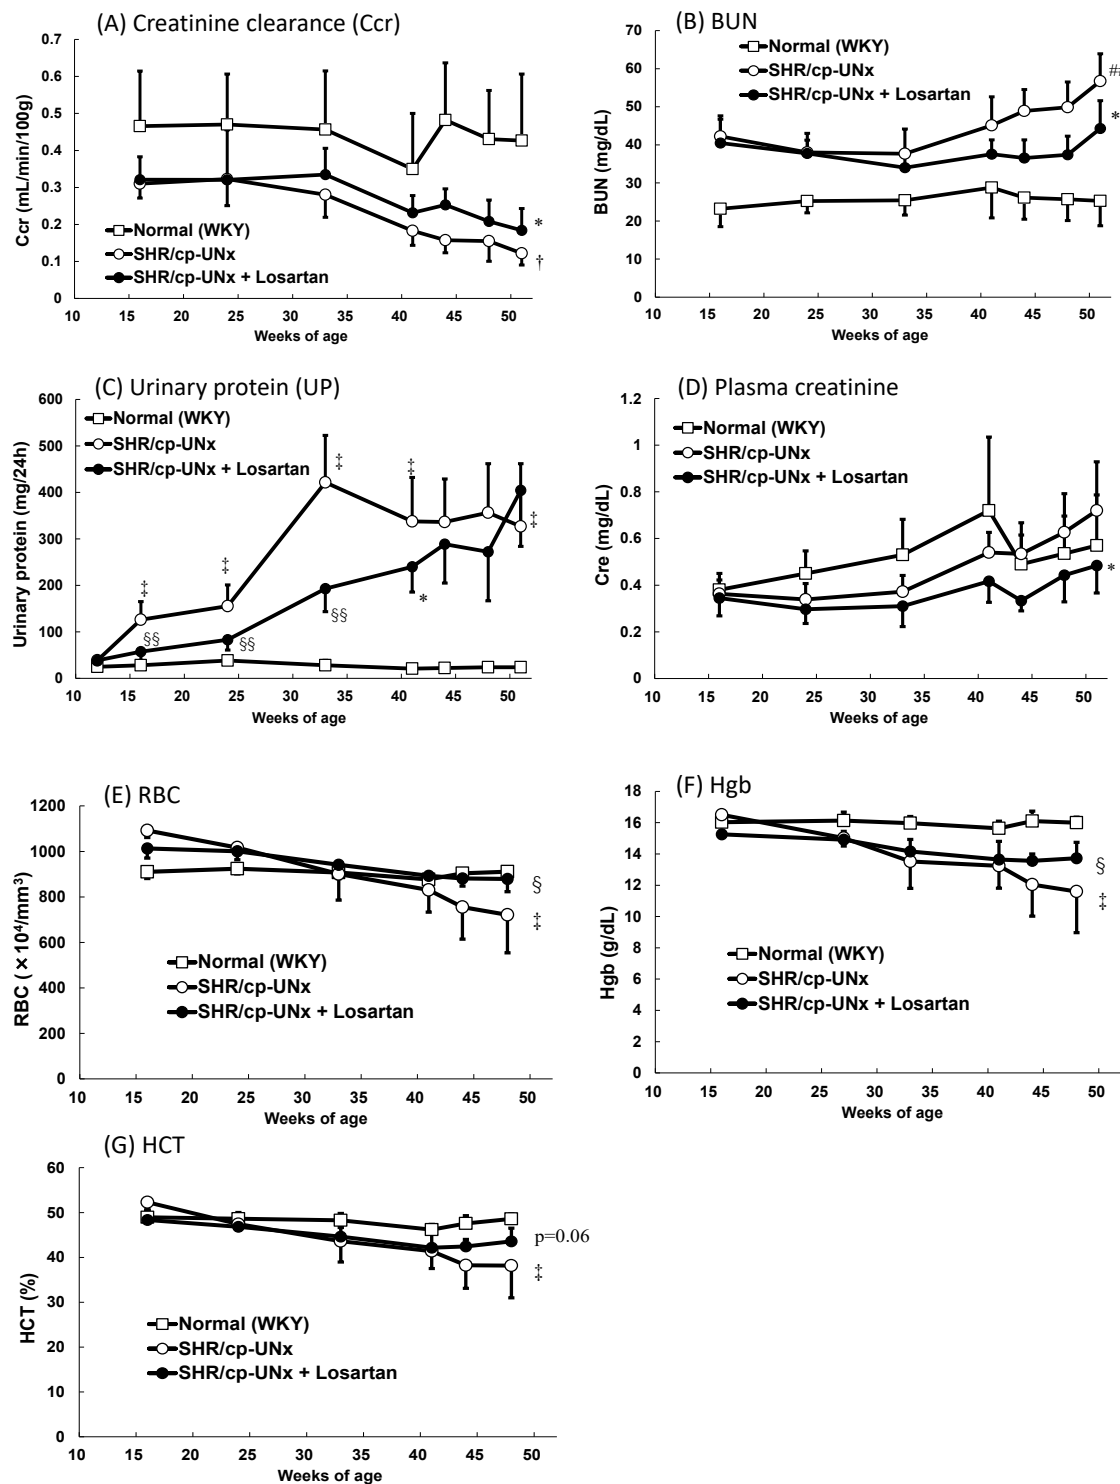 (A) Creatinine clearance (Ccr)
0.7
0.6
0.5
0.4
0.3
0.2
0.1
0
Ccr (mL/min/100g)
Normal (WKY)
SHR/cp-UNx
SHR/cp-UNx + Losartan
*
†
10 15 20 25 30 35 40 45 50
Weeks of age
(B) BUN
70
60
50
40
30
20
10
0
BUN (mg/dL)
Normal (WKY)
SHR/cp-UNx
SHR/cp-UNx + Losartan
##
*
10 15 20 25 30 35 40 45 50
Weeks of age
(C) Urinary protein (UP)
600
500
400
300
200
100
0
Urinary protein (mg/24h)
Normal (WKY)
SHR/cp-UNx
SHR/cp-UNx + Losartan
‡ ‡ ‡ ‡ ‡
§§ §§ §§ *
10 15 20 25 30 35 40 45 50
Weeks of age
(D) Plasma creatinine
1.2
1
0.8
0.6
0.4
0.2
0
Cre (mg/dL)
Normal (WKY)
SHR/cp-UNx
SHR/cp-UNx + Losartan
*
10 15 20 25 30 35 40 45 50
Weeks of age
(E) RBC
1200
1000
800
600
400
200
0
RBC ( × 10⁴/mm³)
Normal (WKY)
SHR/cp-UNx
SHR/cp-UNx + Losartan
§
‡
10 15 20 25 30 35 40 45 50
Weeks of age
(F) Hgb
18
16
14
12
10
8
6
4
2
0
Hgb (g/dL)
Normal (WKY)
SHR/cp-UNx
SHR/cp-UNx + Losartan
§
‡
10 15 20 25 30 35 40 45 50
Weeks of age
(G) HCT
60
50
40
30
20
10
0
HCT (%)
Normal (WKY)
SHR/cp-UNx
SHR/cp-UNx + Losartan
p=0.06
‡
10 15 20 25 30 35 40 45 50
Weeks of age